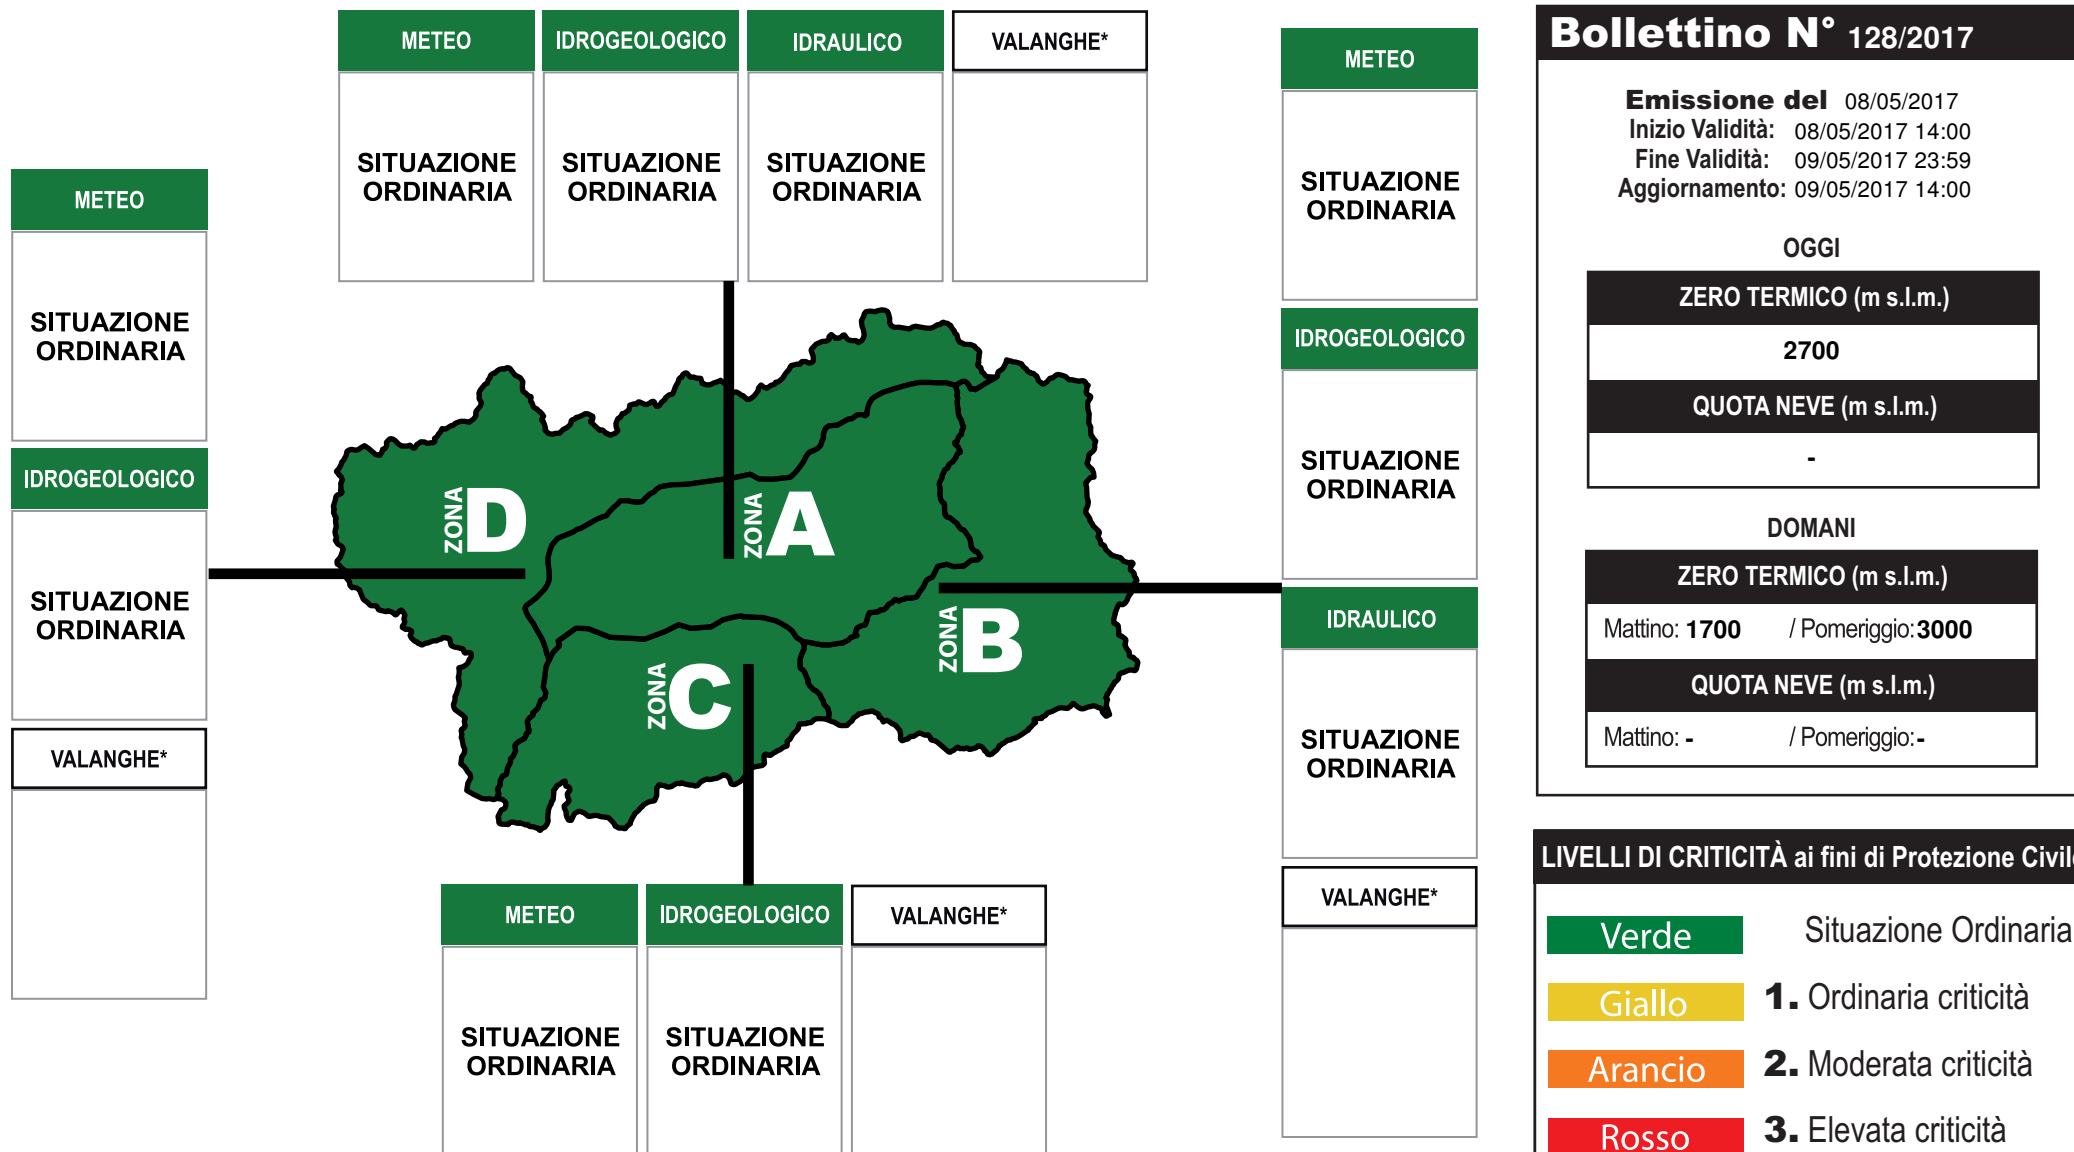 METEO
IDROGEOLOGICO
IDRAULICO
VALANGHE*
SITUAZIONE
ORDINARIA
SITUAZIONE
ORDINARIA
SITUAZIONE
ORDINARIA
METEO
SITUAZIONE
ORDINARIA
IDROGEOLOGICO
SITUAZIONE
ORDINARIA
VALANGHE*
ZONA D
ZONA A
ZONA B
ZONA C
METEO
SITUAZIONE
ORDINARIA
IDROGEOLOGICO
SITUAZIONE
ORDINARIA
IDRAULICO
SITUAZIONE
ORDINARIA
VALANGHE*
METEO
IDROGEOLOGICO
VALANGHE*
SITUAZIONE
ORDINARIA
SITUAZIONE
ORDINARIA
Bollettino N° 128/2017
Emissione del 08/05/2017
Inizio Validità: 08/05/2017 14:00
Fine Validità: 09/05/2017 23:59
Aggiornamento: 09/05/2017 14:00
OGGI
ZERO TERMICO (m s.l.m.)
2700
QUOTA NEVE (m s.l.m.)
-
DOMANI
ZERO TERMICO (m s.l.m.)
Mattino: 1700 / Pomeriggio: 3000
QUOTA NEVE (m s.l.m.)
Mattino: - / Pomeriggio: -
LIVELLI DI CRITICITÀ ai fini di Protezione Civile
Verde Situazione Ordinaria
Giallo 1. Ordinaria criticità
Arancio 2. Moderata criticità
Rosso 3. Elevata criticità